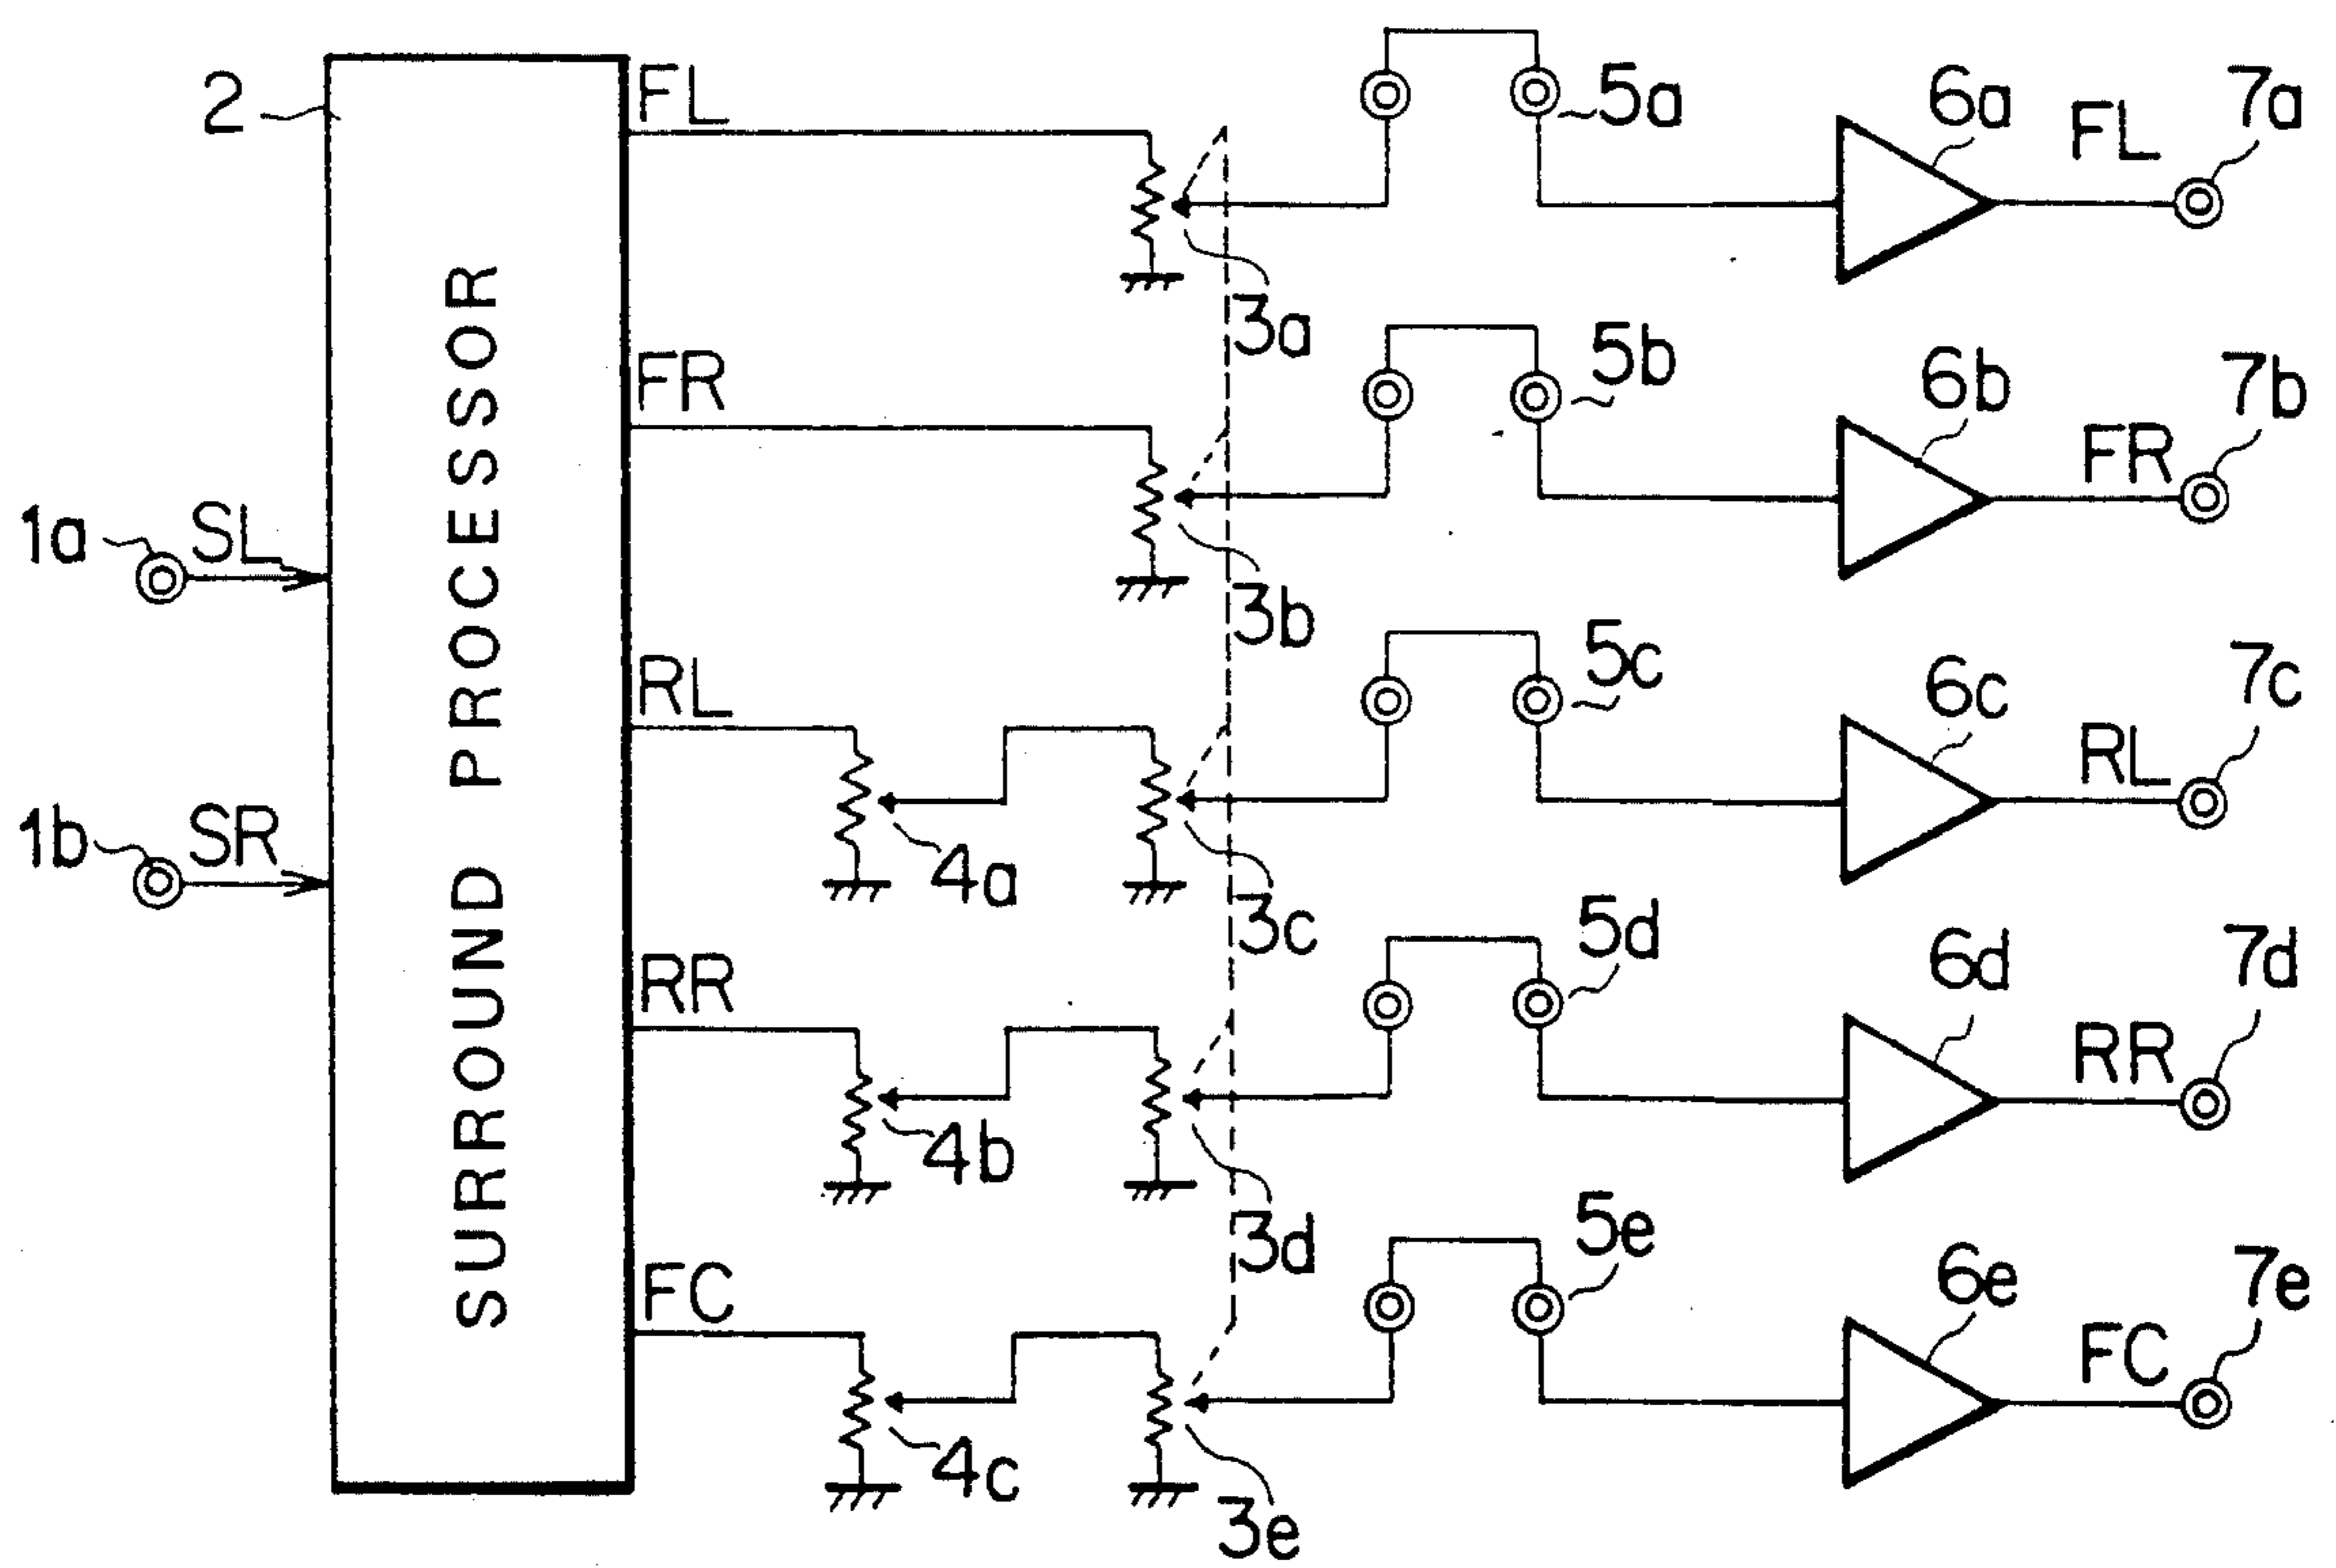 2
SURROUND PROCESSOR
1a
SL
1b
SR
FL
3a
5a
6a
FL
7a
FR
3b
5b
6b
FR
7b
RL
4a
3c
5c
6c
RL
7c
RR
4b
3d
5d
6d
RR
7d
FC
4c
3e
5e
6e
FC
7e